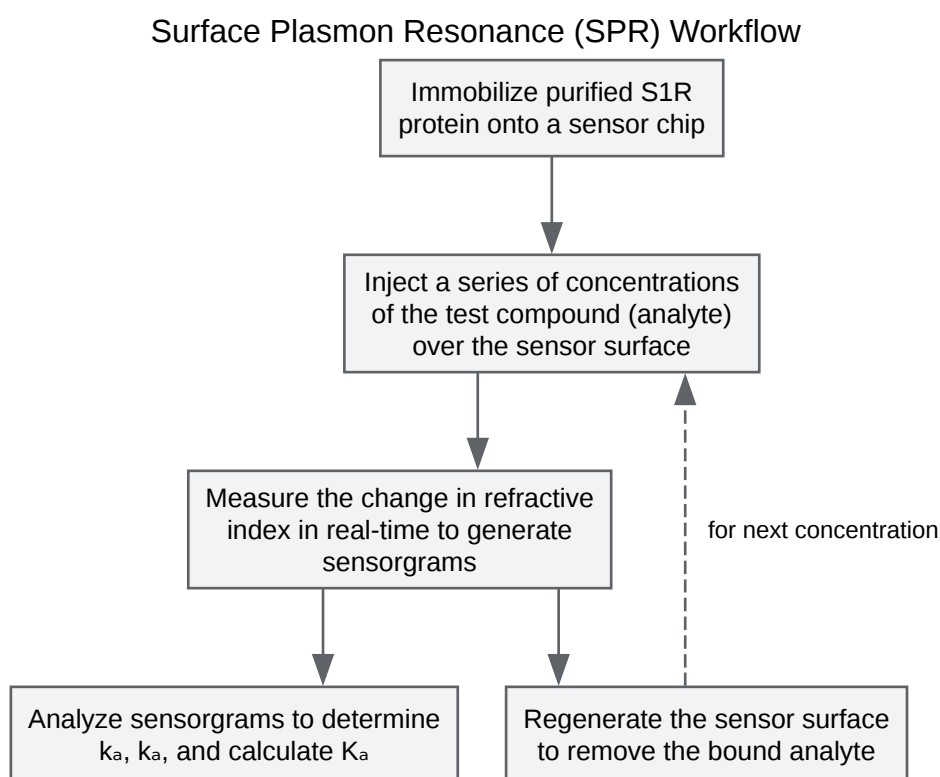 Surface Plasmon Resonance (SPR) Workflow
Immobilize purified S1R
protein onto a sensor chip
Inject a series of concentrations
of the test compound (analyte)
over the sensor surface
Measure the change in refractive
index in real-time to generate
sensorgrams
for next concentration
Analyze sensorgrams to determine
kₐ, kₐ, and calculate Kₐ
Regenerate the sensor surface
to remove the bound analyte